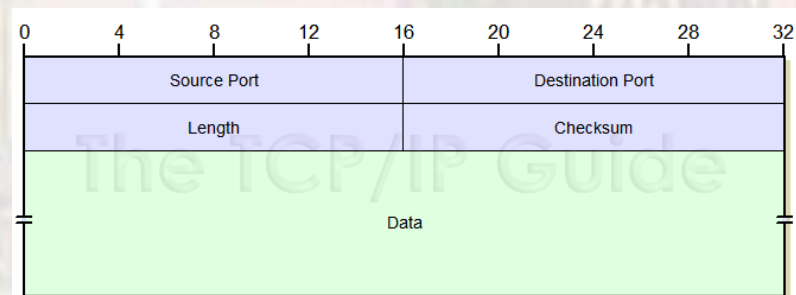 0 4 8 12 16 20 24 28 32
Source Port Destination Port
Length Checksum
The TCP/IP Guide
Data